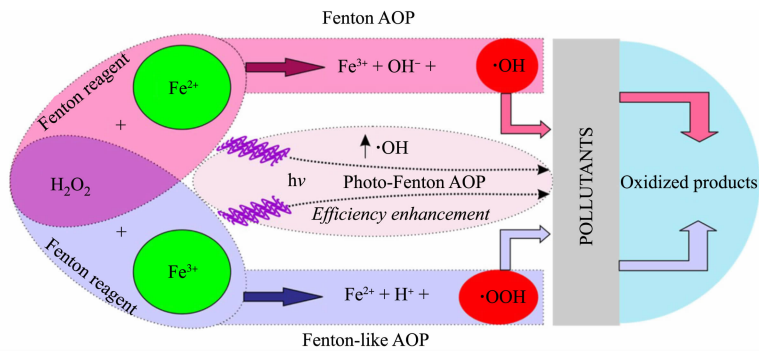 Fenton AOP
Fenton reagent
Fe²⁺
+
Fe³⁺ + OH⁻ +
·OH
H₂O₂
hν
↑ ·OH
Photo-Fenton AOP
Efficiency enhancement
POLLUTANTS
Oxidized products
+
Fe³⁺
Fenton reagent
Fe²⁺ + H⁺ +
·OOH
Fenton-like AOP